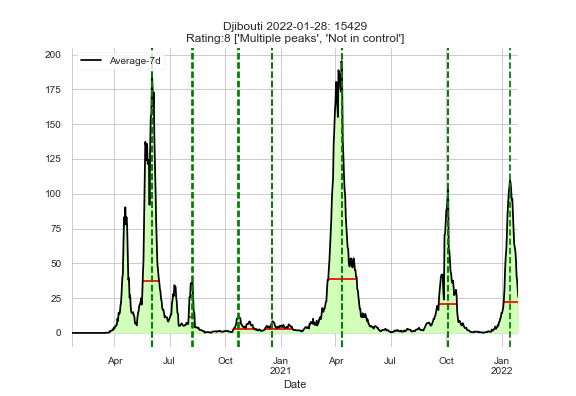 Djibouti 2022-01-28: 15429
Rating:8 ['Multiple peaks', 'Not in control']
Average-7d
200
175
150
125
100
75
50
25
0
Apr Jul Oct Jan Apr Jul Oct Jan
2021 2022
Date